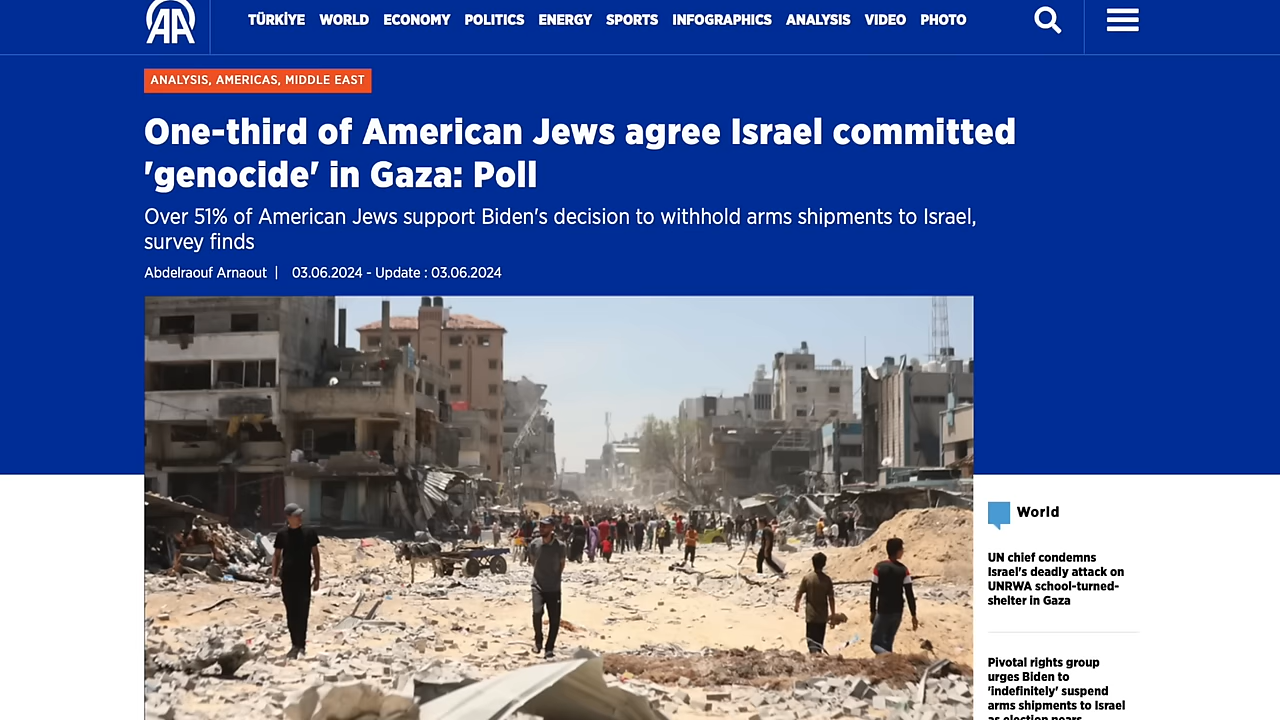 AA
TÜRKİYE WORLD ECONOMY POLITICS ENERGY SPORTS INFOGRAPHICS ANALYSIS VIDEO PHOTO
ANALYSIS, AMERICAS, MIDDLE EAST
One-third of American Jews agree Israel committed
'genocide' in Gaza: Poll
Over 51% of American Jews support Biden's decision to withhold arms shipments to Israel,
survey finds
Abdelraouf Arnaout | 03.06.2024 - Update : 03.06.2024
World
UN chief condemns
Israel's deadly attack on
UNRWA school-turned-
shelter in Gaza
Pivotal rights group
urges Biden to
'indefinitely' suspend
arms shipments to Israel
as election nears